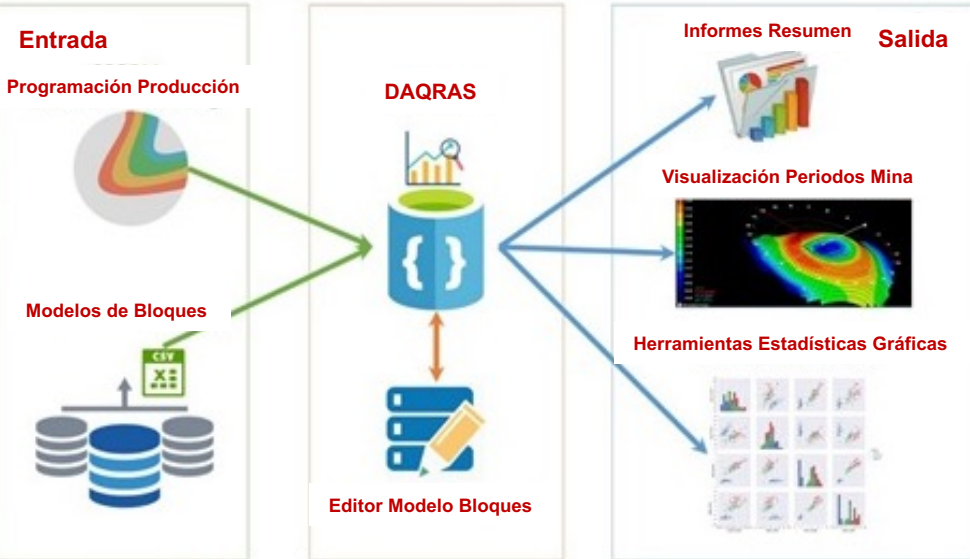 Entrada
Programación Producción
Modelos de Bloques
CSV
DAQRAS
{ }
Editor Modelo Bloques
Salida
Informes Resumen
Visualización Periodos Mina
Herramientas Estadísticas Gráficas